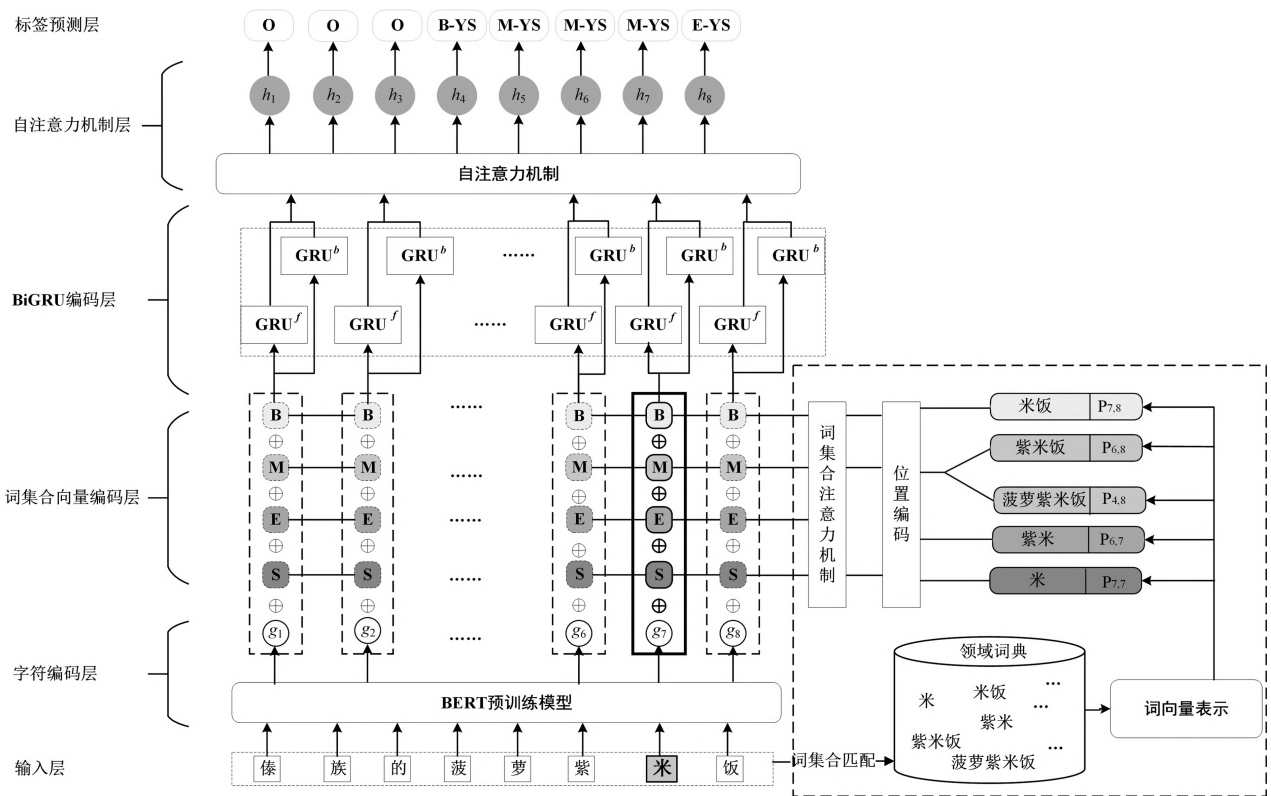 标签预测层 O O O B-YS M-YS M-YS M-YS E-YS
h1 h2 h3 h4 h5 h6 h7 h8
自注意力机制层
自注意力机制
GRUb GRUb …… GRUb GRUb GRUb
BiGRU编码层
GRUf GRUf …… GRUf GRUf GRUf
B B …… B B B
M M …… M M M
词集合向量编码层
E E …… E E E
S S …… S S S
g1 g2 …… g6 g7 g8
词集合注意力机制
位置编码
米饭 P7,8
紫米饭 P6,8
菠萝紫米饭 P4,8
紫米 P6,7
米 P7,7
字符编码层
BERT预训练模型
领域词典
米 米饭 …
紫米 …
紫米饭 …
菠萝紫米饭
词向量表示
输入层 傣 族 的 菠 萝 紫 米 饭 词集合匹配